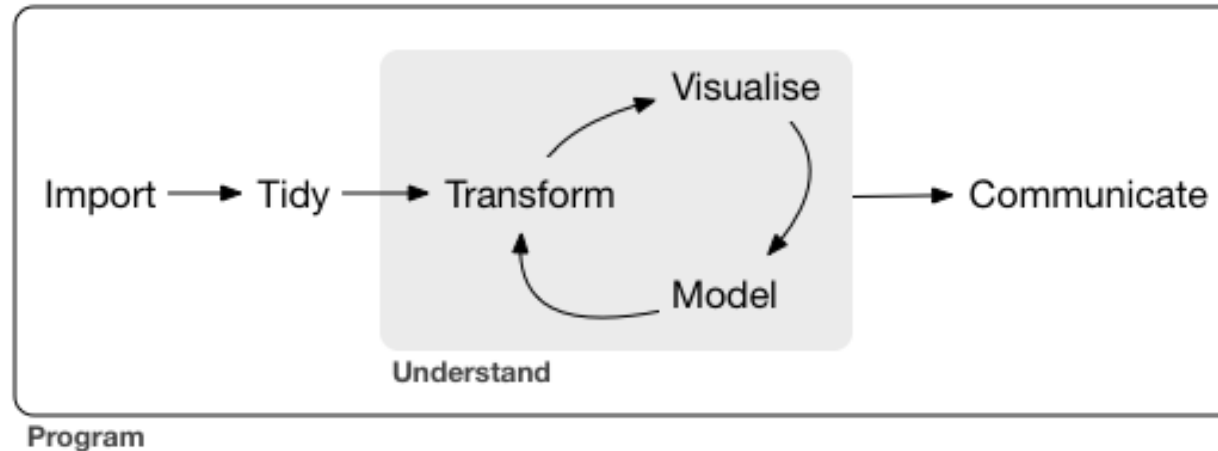 Visualise
Import Tidy Transform Communicate
Model
Understand
Program